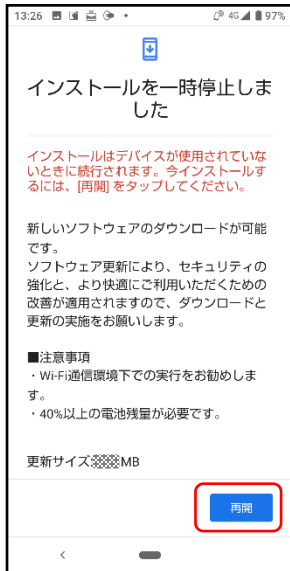 13:26 4G 97%
インストールを一時停止しま
した
インストールはデバイスが使用されていな
いときに続行されます。今インストールす
るには、[再開] をタップしてください。
新しいソフトウェアのダウンロードが可能
です。
ソフトウェア更新により、セキュリティの
強化と、より快適にご利用いただくための
改善が適用されますので、ダウンロードと
更新の実施をお願いします。
■注意事項
・Wi-Fi通信環境下での実行をお勧めしま
す。
・40%以上の電池残量が必要です。
更新サイズ MB
再開